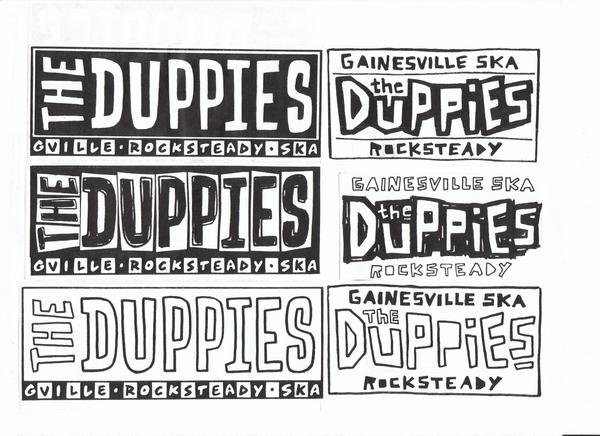 THE DUPPIES
GVILLE · ROCKSTEADY · SKA
GAINESVILLE SKA
the DuPPiES
ROCKSTEADY
THE DUPPIES
GVILLE · ROCKSTEADY · SKA
GAINESVILLE SKA
the DuPPiES
ROCKSTEADY
THE DUPPIES
GVILLE · ROCKSTEADY · SKA
GAINESVILLE SKA
THE DuPPiES
ROCKSTEADY